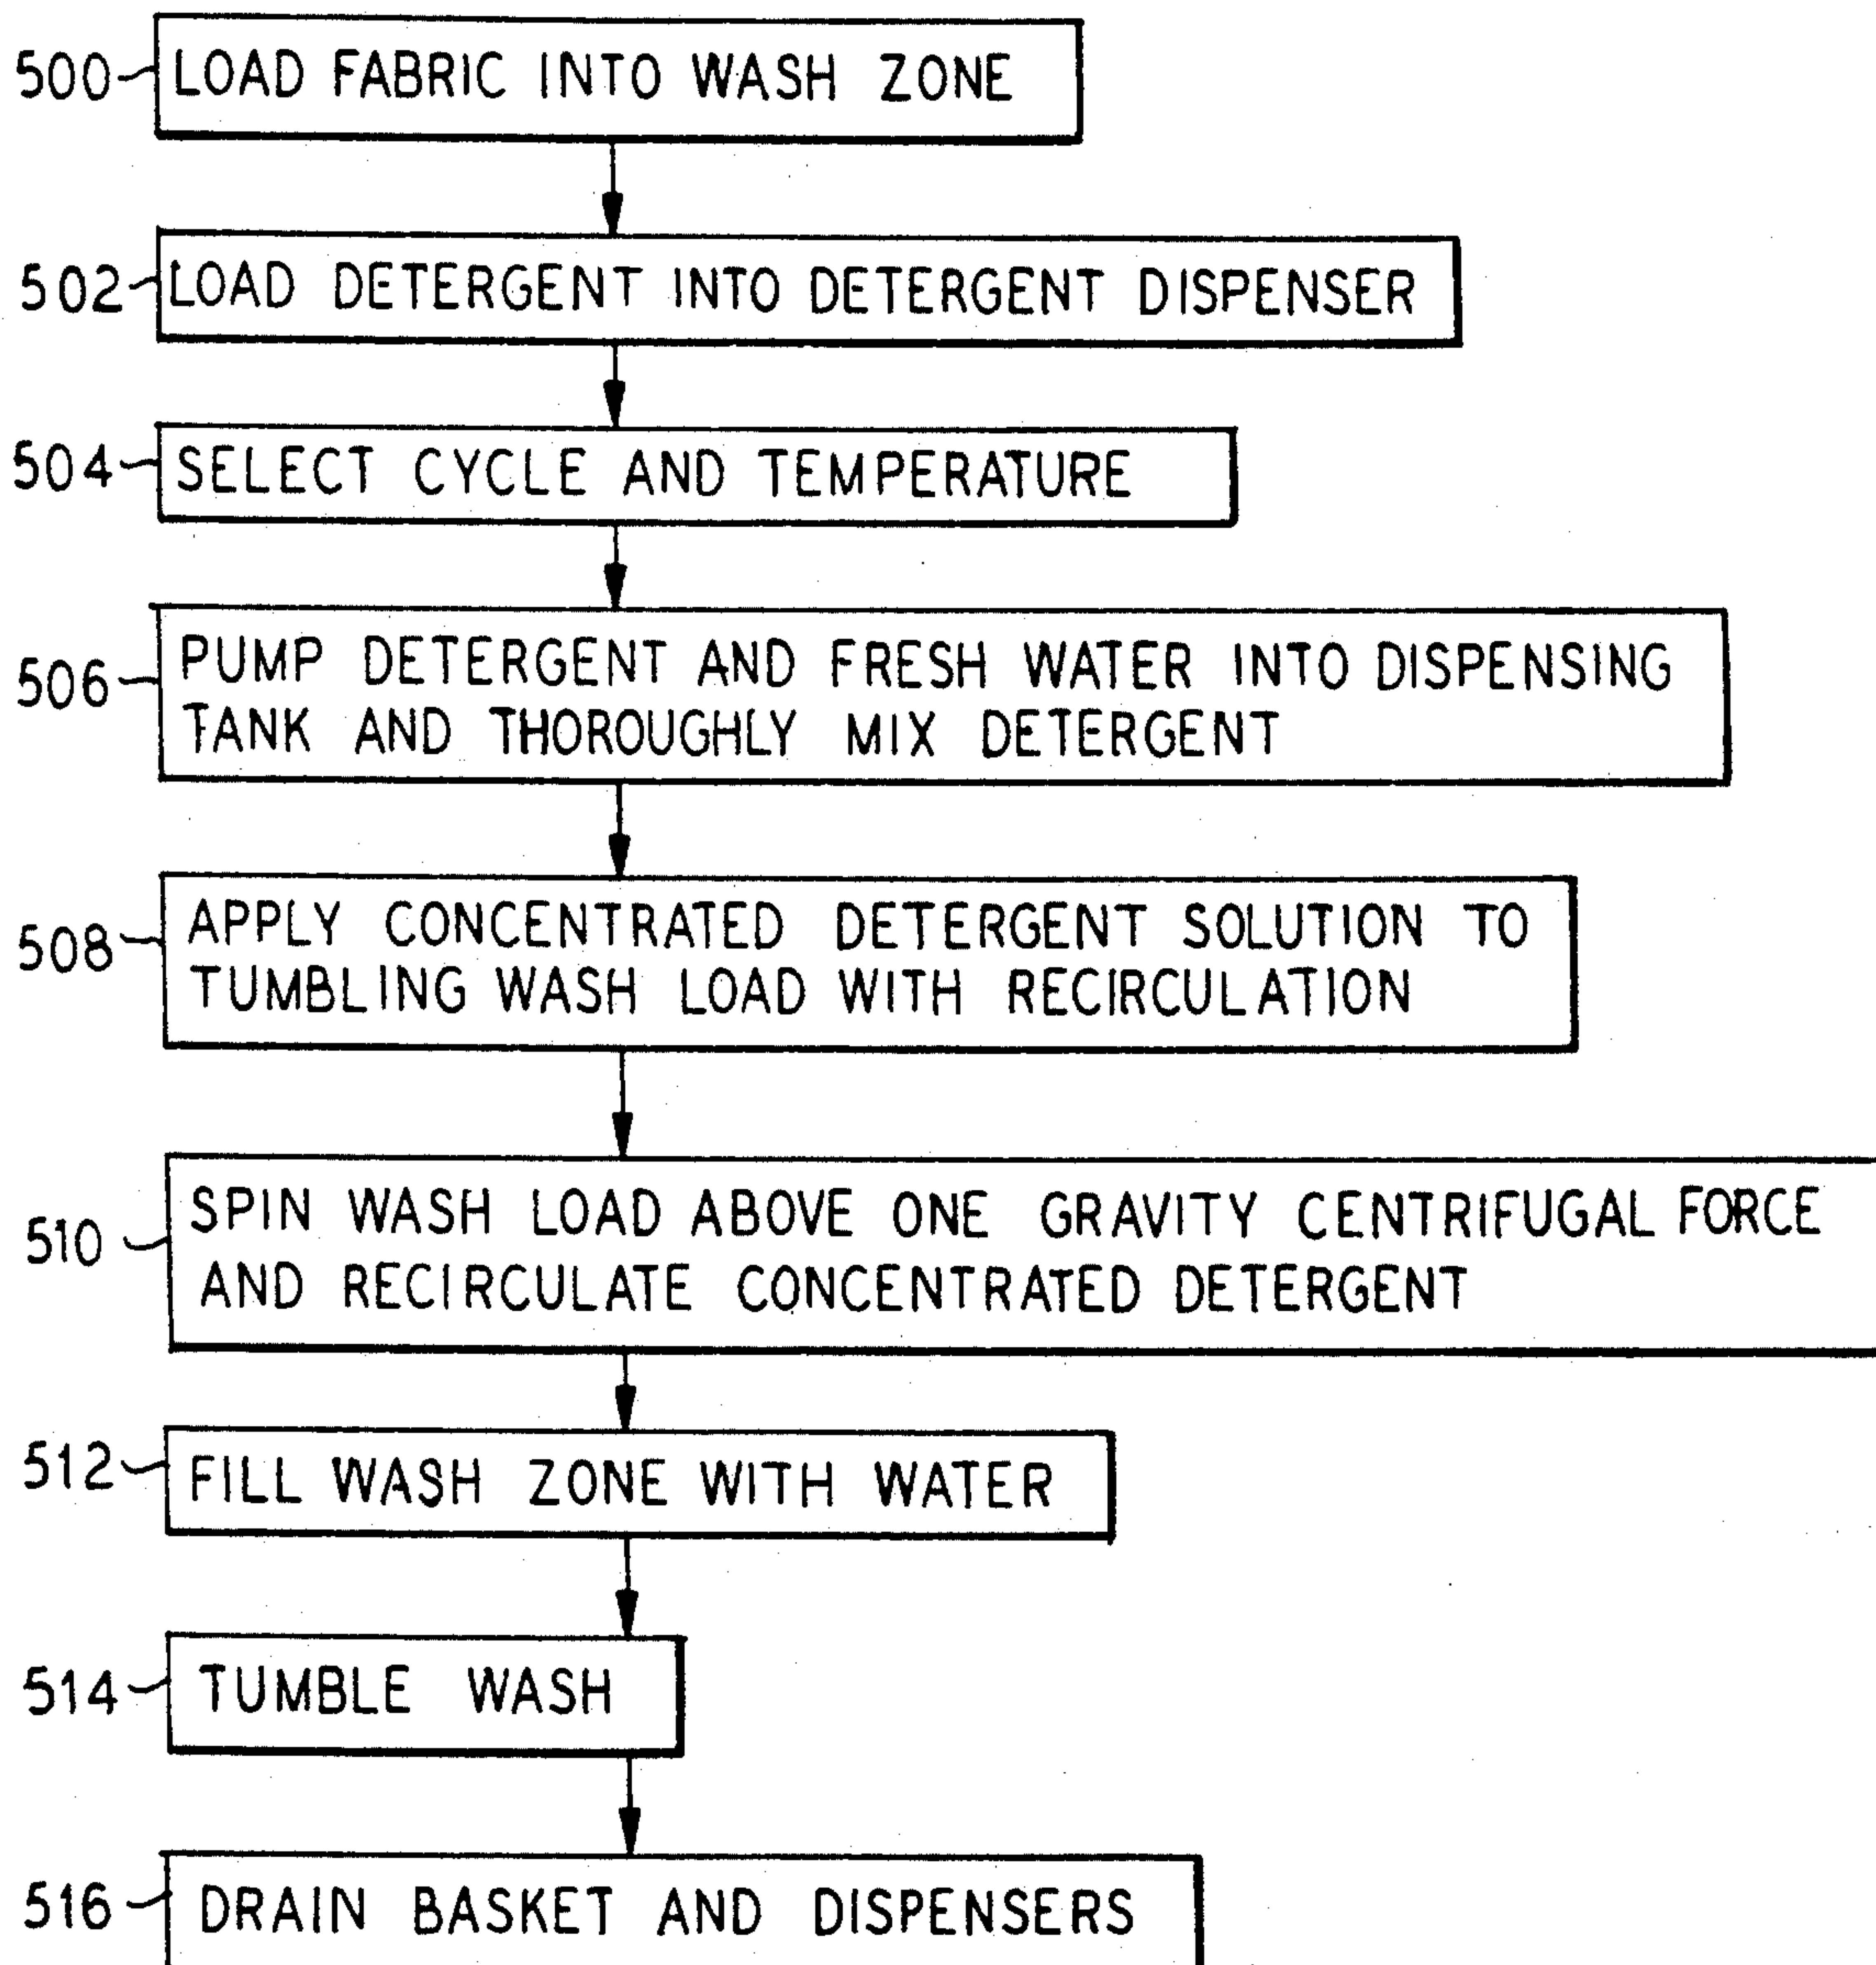 500 LOAD FABRIC INTO WASH ZONE
502 LOAD DETERGENT INTO DETERGENT DISPENSER
504 SELECT CYCLE AND TEMPERATURE
506 PUMP DETERGENT AND FRESH WATER INTO DISPENSING
TANK AND THOROUGHLY MIX DETERGENT
508 APPLY CONCENTRATED DETERGENT SOLUTION TO
TUMBLING WASH LOAD WITH RECIRCULATION
510 SPIN WASH LOAD ABOVE ONE GRAVITY CENTRIFUGAL FORCE
AND RECIRCULATE CONCENTRATED DETERGENT
512 FILL WASH ZONE WITH WATER
514 TUMBLE WASH
516 DRAIN BASKET AND DISPENSERS